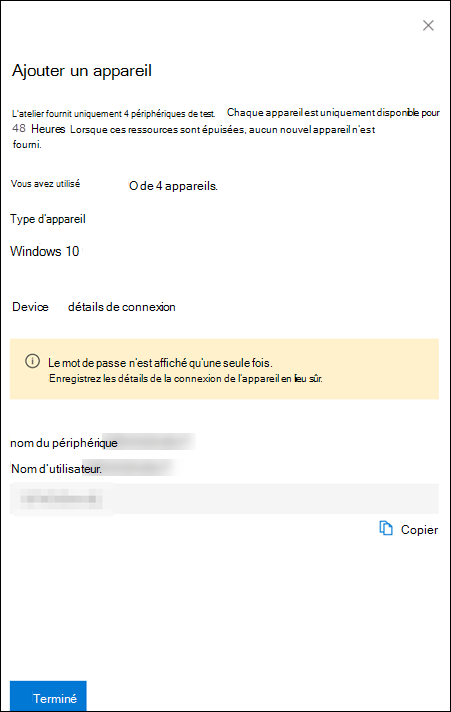 Ajouter un appareil
L'atelier fournit uniquement 4 périphériques de test. Chaque appareil est uniquement disponible pour
48 Heures Lorsque ces ressources sont épuisées, aucun nouvel appareil n'est
fourni.
Vous avez utilisé O de 4 appareils.
Type d'appareil
Windows 10
Device détails de connexion
Le mot de passe n'est affiché qu'une seule fois.
Enregistrez les détails de la connexion de l'appareil en lieu sûr.
nom du périphérique
Nom d'utilisateur.
Copier
Terminé